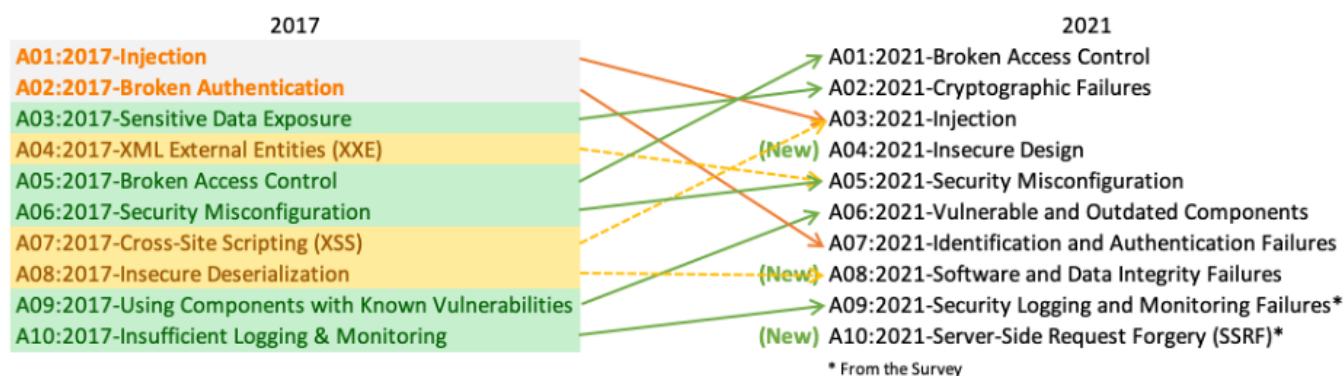 2017
2021
A01:2017-Injection
A02:2017-Broken Authentication
A03:2017-Sensitive Data Exposure
A04:2017-XML External Entities (XXE)
A05:2017-Broken Access Control
A06:2017-Security Misconfiguration
A07:2017-Cross-Site Scripting (XSS)
A08:2017-Insecure Deserialization
A09:2017-Using Components with Known Vulnerabilities
A10:2017-Insufficient Logging & Monitoring
A01:2021-Broken Access Control
A02:2021-Cryptographic Failures
A03:2021-Injection
(New) A04:2021-Insecure Design
A05:2021-Security Misconfiguration
A06:2021-Vulnerable and Outdated Components
A07:2021-Identification and Authentication Failures
(New) A08:2021-Software and Data Integrity Failures
A09:2021-Security Logging and Monitoring Failures*
(New) A10:2021-Server-Side Request Forgery (SSRF)*
* From the Survey